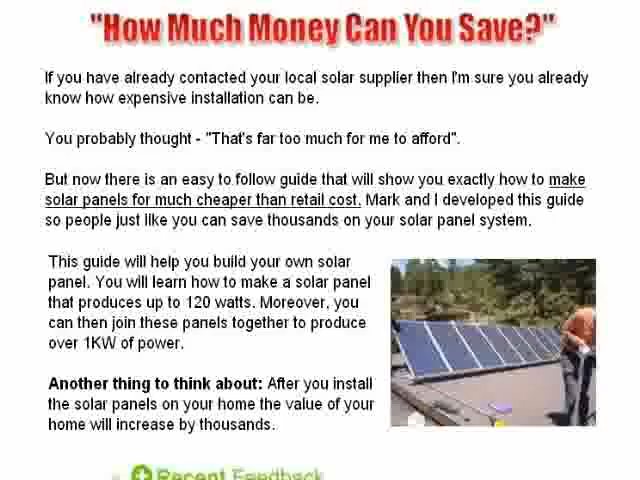 "How Much Money Can You Save?"
If you have already contacted your local solar supplier then I'm sure you already
know how expensive installation can be.
You probably thought - "That's far too much for me to afford".
But now there is an easy to follow guide that will show you exactly how to make
solar panels for much cheaper than retail cost. Mark and I developed this guide
so people just like you can save thousands on your solar panel system.
This guide will help you build your own solar
panel. You will learn how to make a solar panel
that produces up to 120 watts. Moreover, you
can then join these panels together to produce
over 1KW of power.
Another thing to think about: After you install
the solar panels on your home the value of your
home will increase by thousands.
Recent Feedback